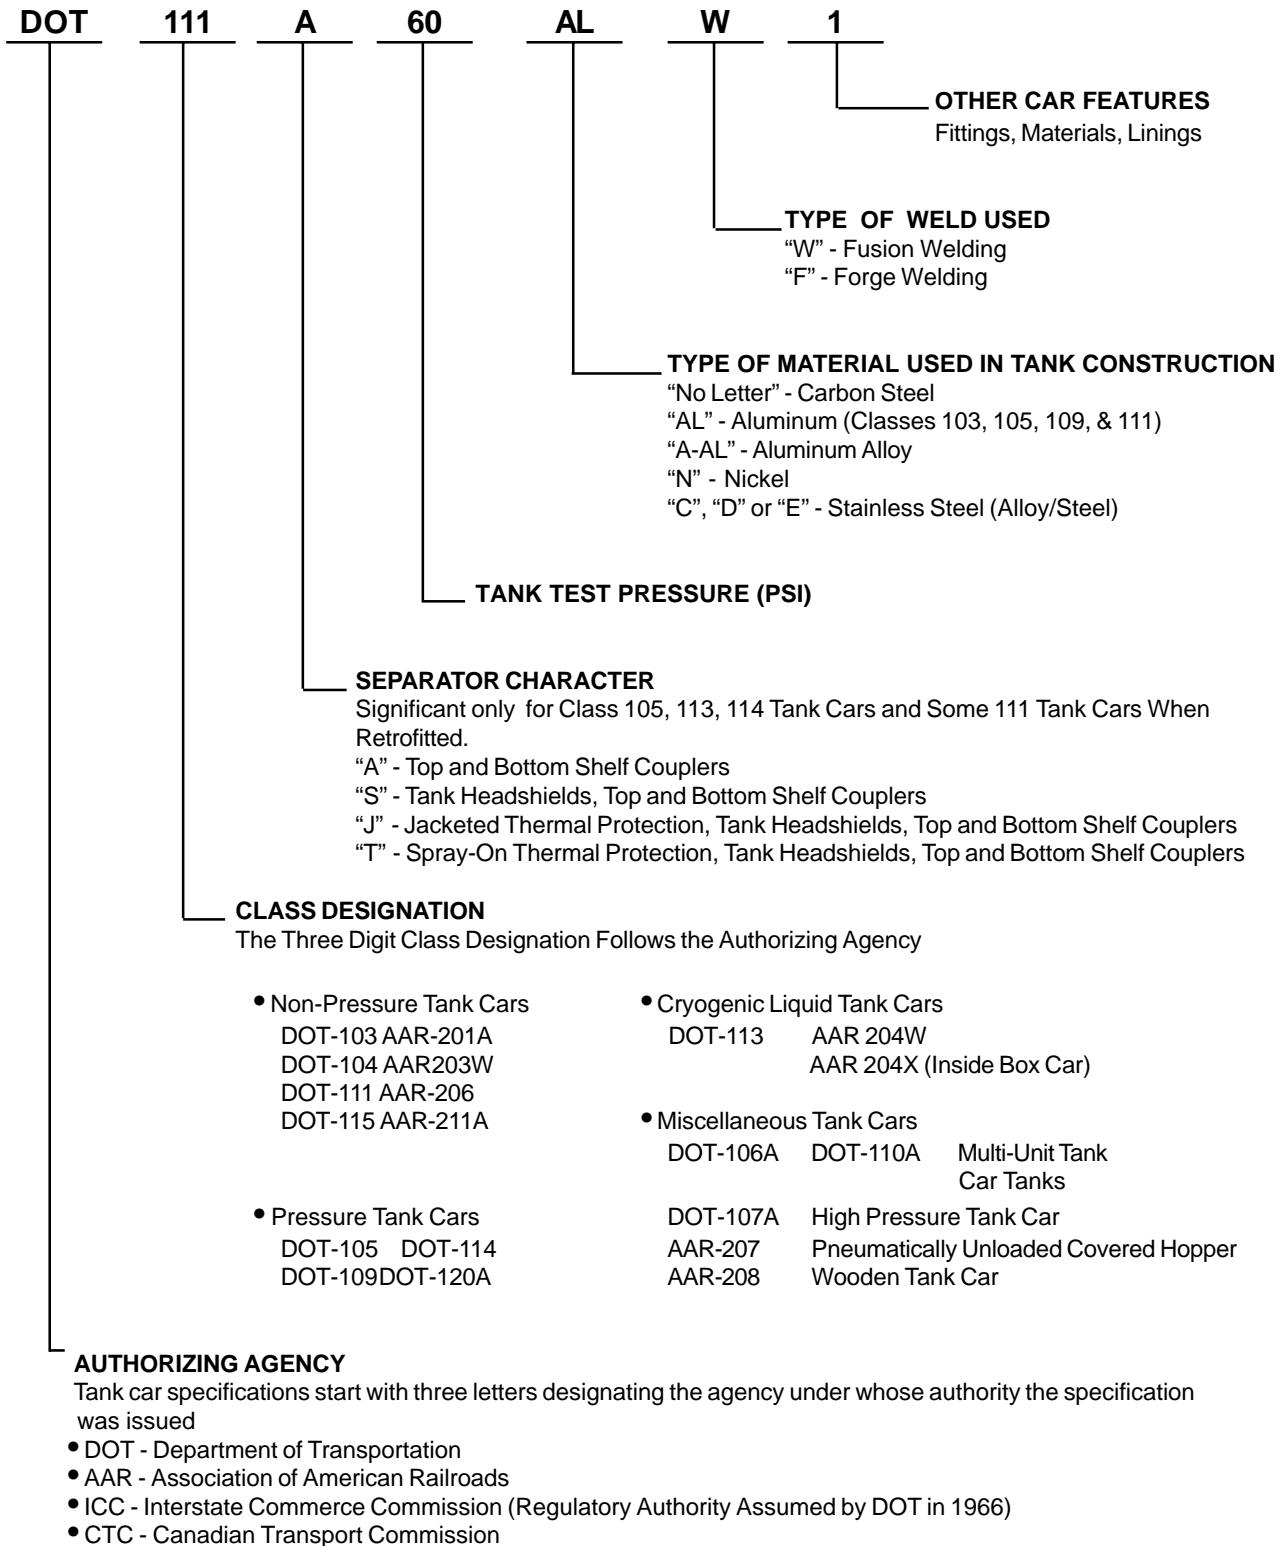 DOT 111 A 60 AL W 1
OTHER CAR FEATURES
Fittings, Materials, Linings
TYPE OF WELD USED
“W” - Fusion Welding
“F” - Forge Welding
TYPE OF MATERIAL USED IN TANK CONSTRUCTION
“No Letter” - Carbon Steel
“AL” - Aluminum (Classes 103, 105, 109, & 111)
“A-AL” - Aluminum Alloy
“N” - Nickel
“C”, “D” or “E” - Stainless Steel (Alloy/Steel)
TANK TEST PRESSURE (PSI)
SEPARATOR CHARACTER
Significant only for Class 105, 113, 114 Tank Cars and Some 111 Tank Cars When
Retrofitted.
“A” - Top and Bottom Shelf Couplers
“S” - Tank Headshields, Top and Bottom Shelf Couplers
“J” - Jacketed Thermal Protection, Tank Headshields, Top and Bottom Shelf Couplers
“T” - Spray-On Thermal Protection, Tank Headshields, Top and Bottom Shelf Couplers
CLASS DESIGNATION
The Three Digit Class Designation Follows the Authorizing Agency
• Non-Pressure Tank Cars
DOT-103 AAR-201A
DOT-104 AAR203W
DOT-111 AAR-206
DOT-115 AAR-211A
• Pressure Tank Cars
DOT-105 DOT-114
DOT-109DOT-120A
• Cryogenic Liquid Tank Cars
DOT-113 AAR 204W
AAR 204X (Inside Box Car)
• Miscellaneous Tank Cars
DOT-106A DOT-110A Multi-Unit Tank
Car Tanks
DOT-107A High Pressure Tank Car
AAR-207 Pneumatically Unloaded Covered Hopper
AAR-208 Wooden Tank Car
AUTHORIZING AGENCY
Tank car specifications start with three letters designating the agency under whose authority the specification
was issued
• DOT - Department of Transportation
• AAR - Association of American Railroads
• ICC - Interstate Commerce Commission (Regulatory Authority Assumed by DOT in 1966)
• CTC - Canadian Transport Commission